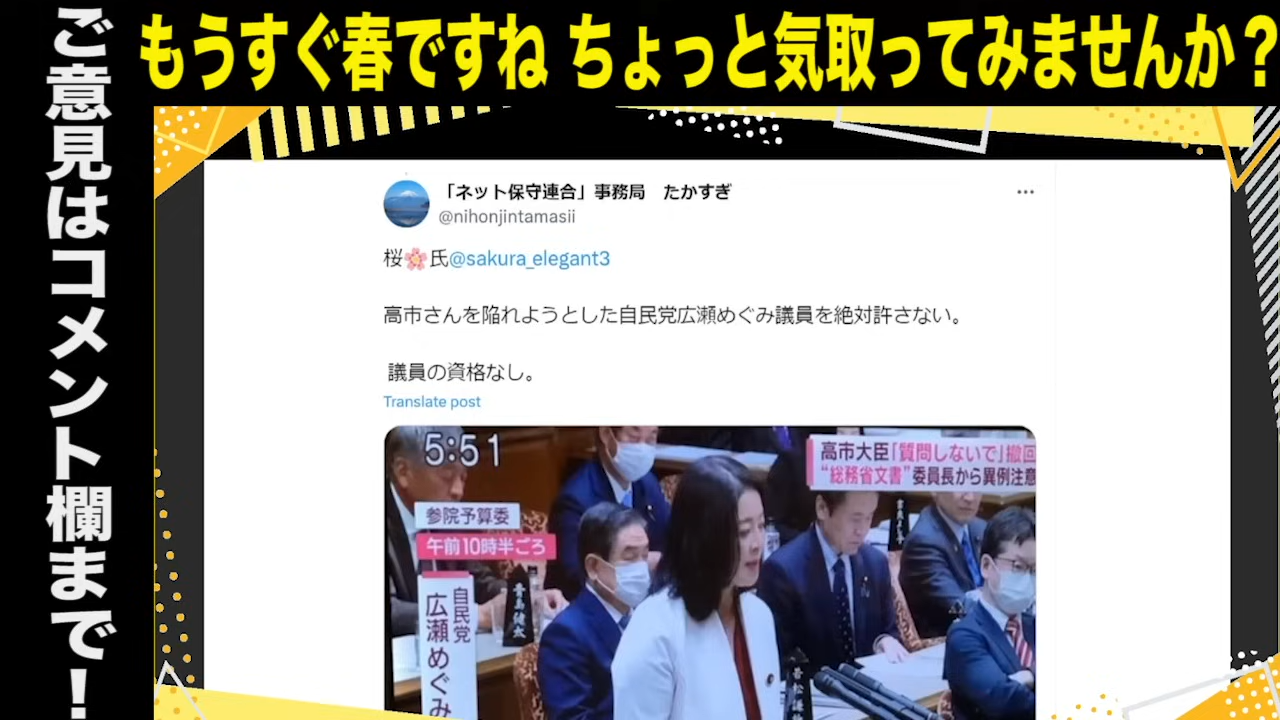 もうすぐ春ですね ちょっと気取ってみませんか？
ご意見はコメント欄まで！
「ネット保守連合」事務局　たかすぎ
@nihonjintamasii
桜🌸氏@sakura_elegant3
高市さんを陥れようとした自民党広瀬めぐみ議員を絶対許さない。
議員の資格なし。
Translate post
5:51
高市大臣「質問しないで」撤回
“総務省文書”委員長から異例注意
参院予算委
午前10時半ごろ
自民党
広瀬めぐみ